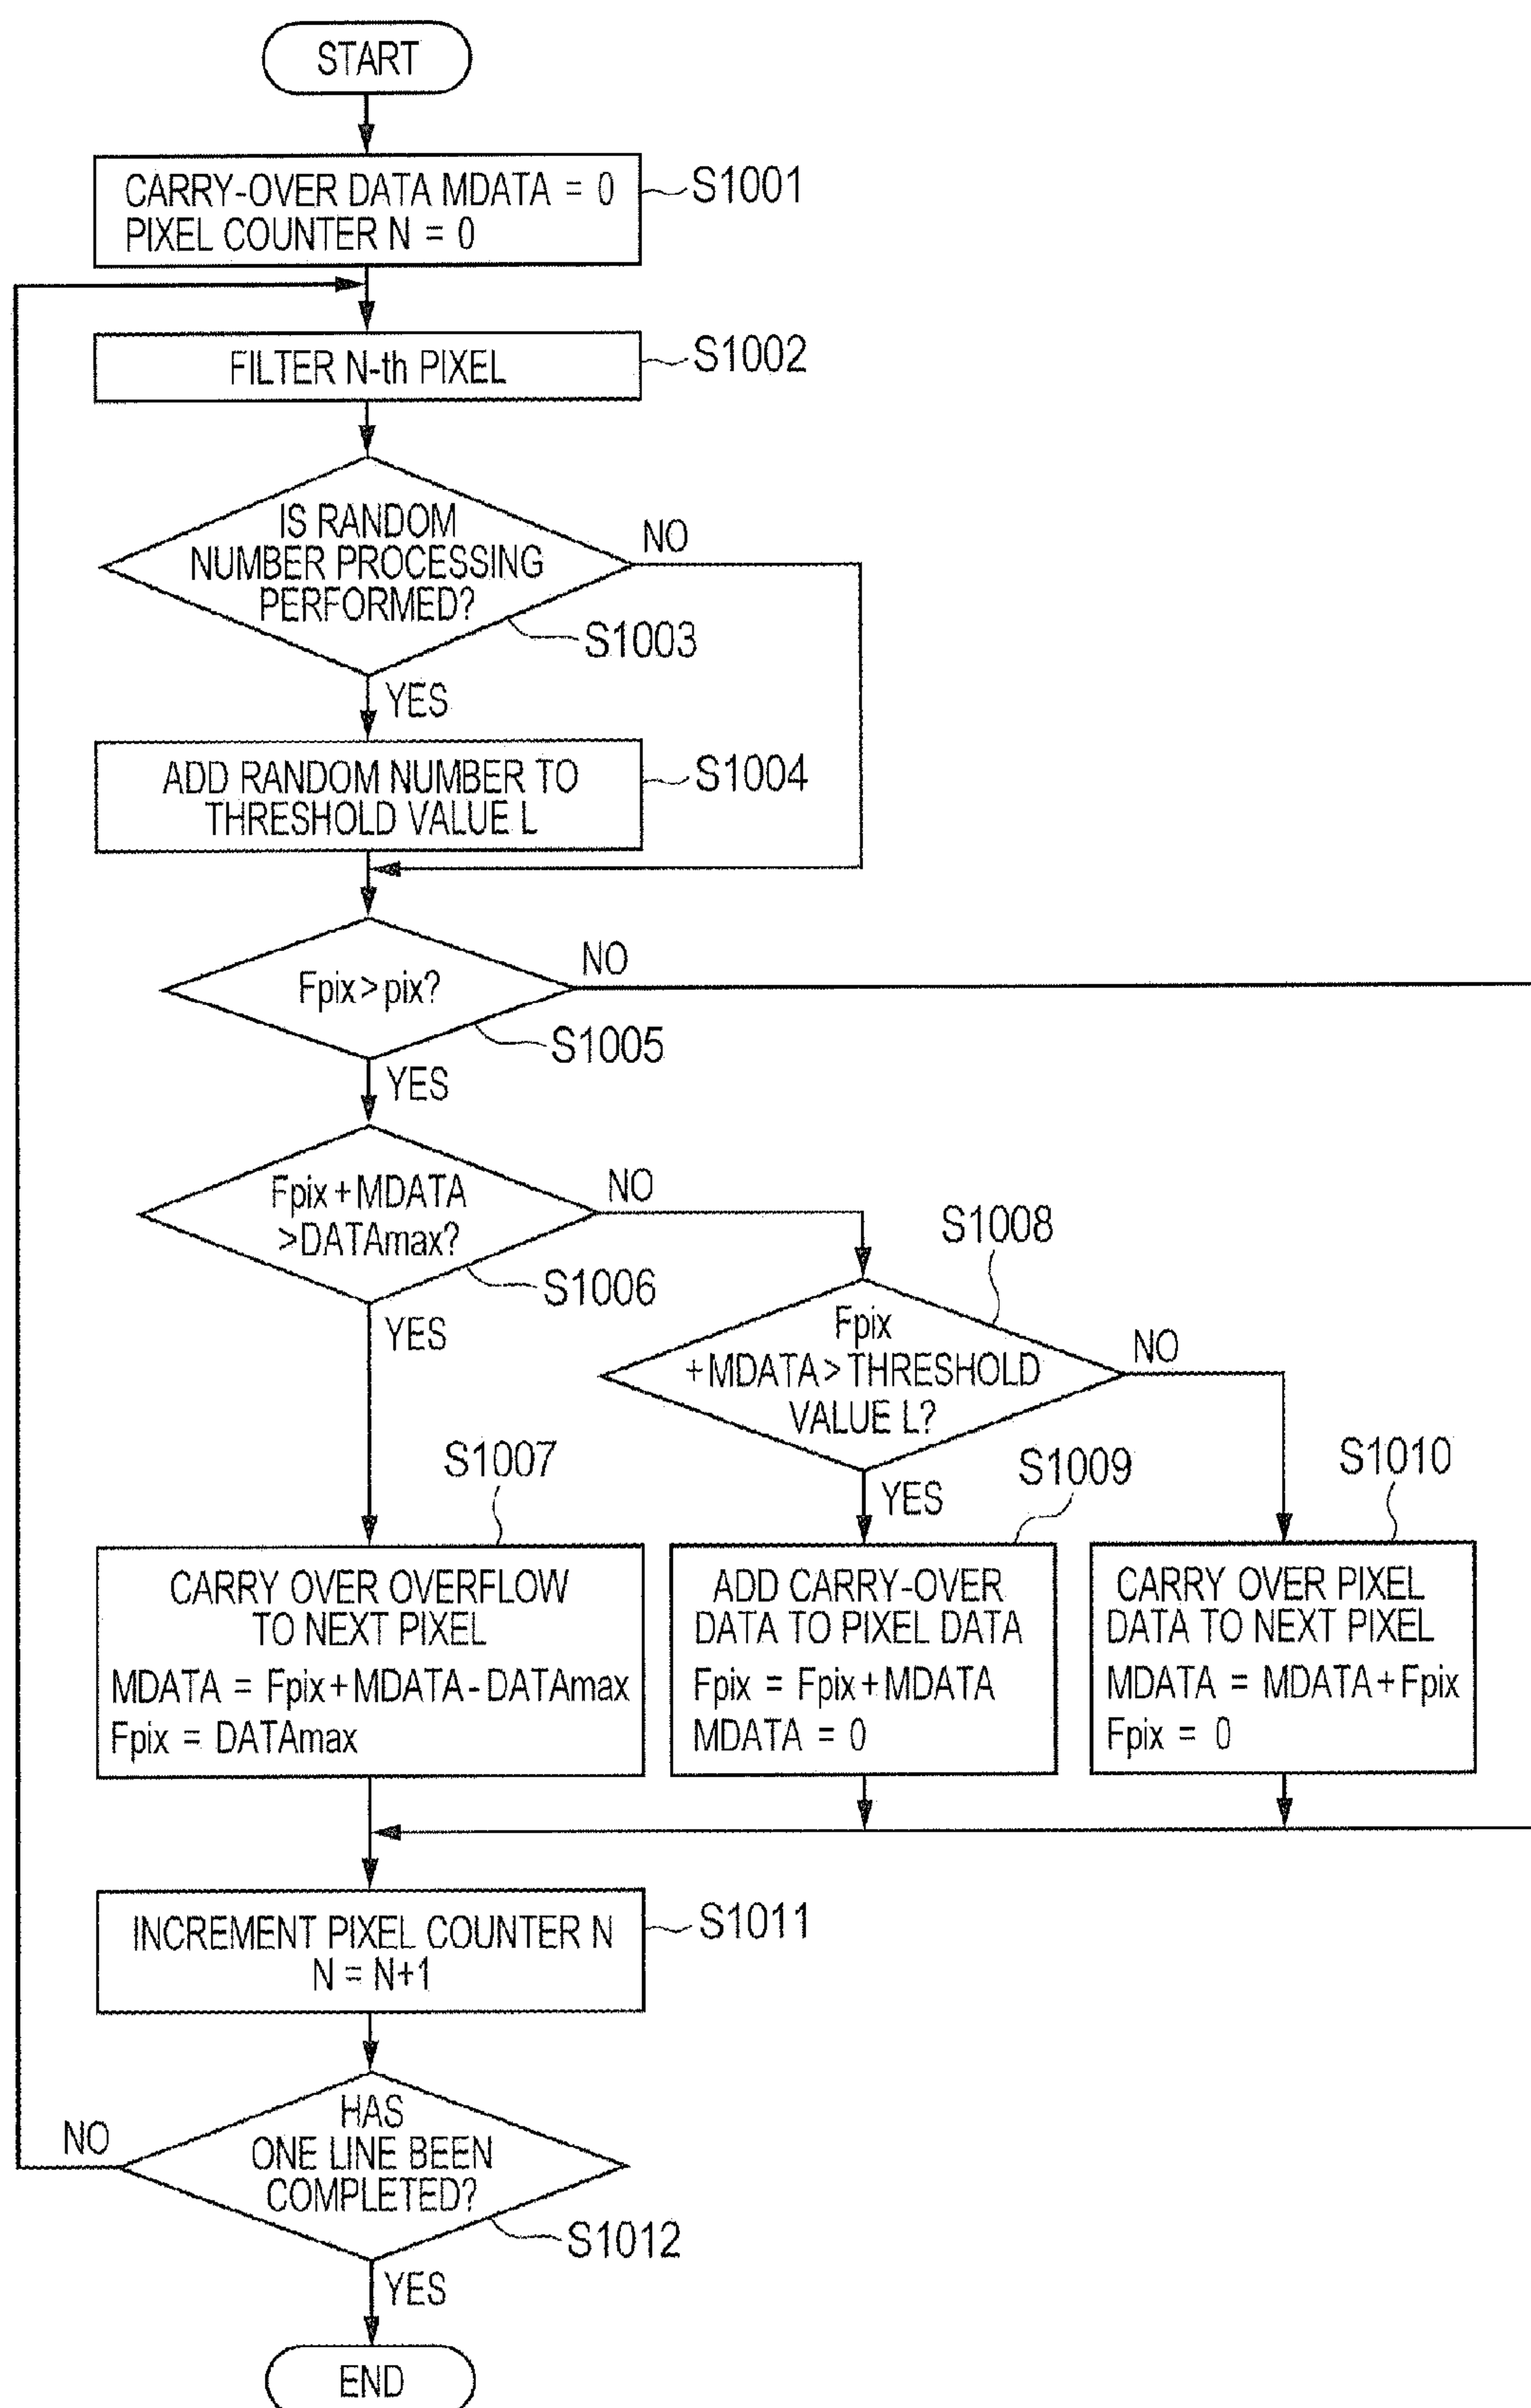 START
CARRY-OVER DATA MDATA = 0
PIXEL COUNTER N = 0
S1001
FILTER N-th PIXEL
S1002
IS RANDOM
NUMBER PROCESSING
PERFORMED?
NO
S1003
YES
ADD RANDOM NUMBER TO
THRESHOLD VALUE L
S1004
Fpix>pix?
NO
S1005
YES
Fpix+MDATA
>DATAmax?
NO
S1006
YES
S1008
Fpix
+MDATA>THRESHOLD
VALUE L?
NO
YES
S1007
CARRY OVER OVERFLOW
TO NEXT PIXEL
MDATA = Fpix+MDATA-DATAmax
Fpix = DATAmax
S1009
ADD CARRY-OVER
DATA TO PIXEL DATA
Fpix = Fpix+MDATA
MDATA = 0
S1010
CARRY OVER PIXEL
DATA TO NEXT PIXEL
MDATA = MDATA+Fpix
Fpix = 0
INCREMENT PIXEL COUNTER N
N = N+1
S1011
HAS
ONE LINE BEEN
COMPLETED?
NO
S1012
YES
END